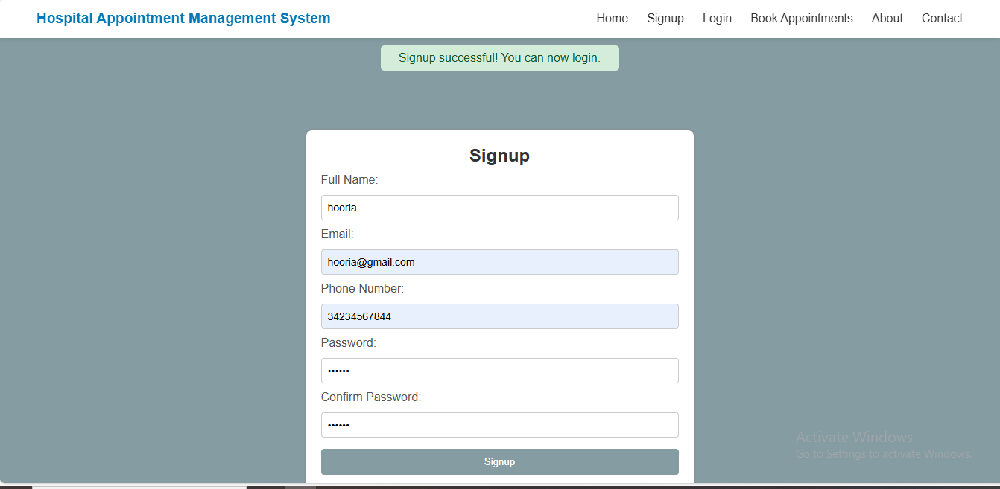 Hospital Appointment Management System Home Signup Login Book Appointments About Contact
Signup successful! You can now login.
Signup
Full Name:
hooria
Email:
hooria@gmail.com
Phone Number:
34234567844
Password:
••••••
Confirm Password:
••••••
Activate Windows
Go to Settings to activate Windows.
Signup